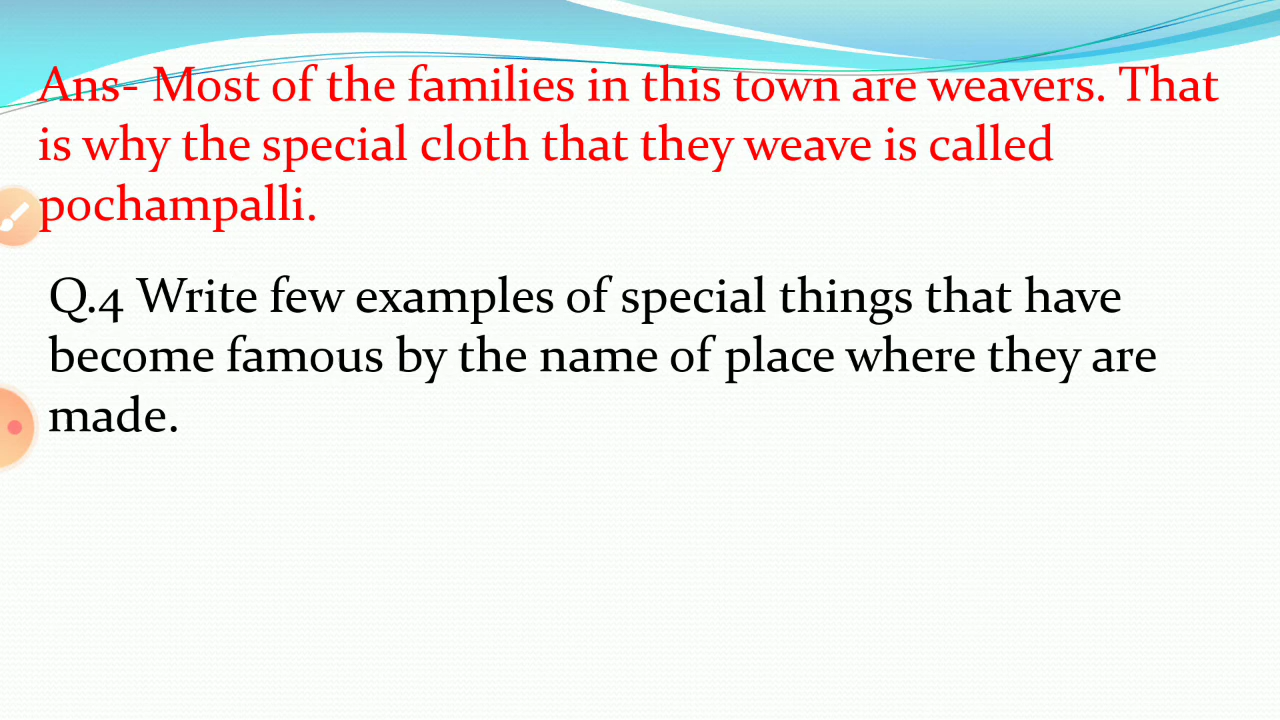 Ans- Most of the families in this town are weavers. That
is why the special cloth that they weave is called
pochampalli.
Q.4 Write few examples of special things that have
become famous by the name of place where they are
made.